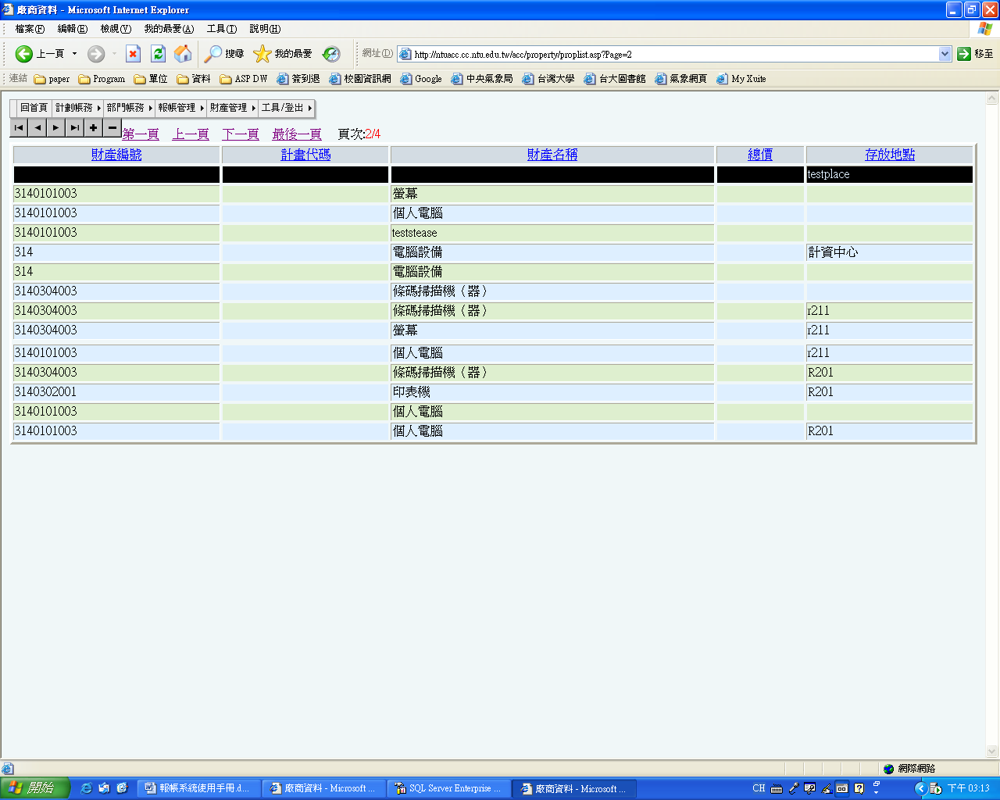 廠商資料 - Microsoft Internet Explorer
檔案(F) 編輯(E) 檢視(V) 我的最愛(A) 工具(T) 說明(H)
上一頁 搜尋 我的最愛 網址(D) http://ntuacc.cc.ntu.edu.tw/acc/property/proplist.asp?Page=2 移至
連結 paper Program 單位 資料 ASP DW 簽到退 校園資訊網 Google 中央氣象局 台灣大學 台大圖書館 氣象網頁 My Xuite
回首頁 計劃帳務 部門帳務 報帳管理 財產管理 工具/登出
第一頁 上一頁 下一頁 最後一頁 頁次:2/4
財產編號 計畫代碼 財產名稱 總價 存放地點
testplace
3140101003 螢幕
3140101003 個人電腦
3140101003 teststease
314 電腦設備 計資中心
314 電腦設備
3140304003 條碼掃描機（器）
3140304003 條碼掃描機（器） r211
3140304003 螢幕 r211
3140101003 個人電腦 r211
3140304003 條碼掃描機（器） R201
3140302001 印表機 R201
3140101003 個人電腦
3140101003 個人電腦 R201
網際網路
開始 報帳系統使用手冊.d... 廠商資料 - Microsoft ... SQL Server Enterprise ... 廠商資料 - Microsoft ... CH 下午 03:13